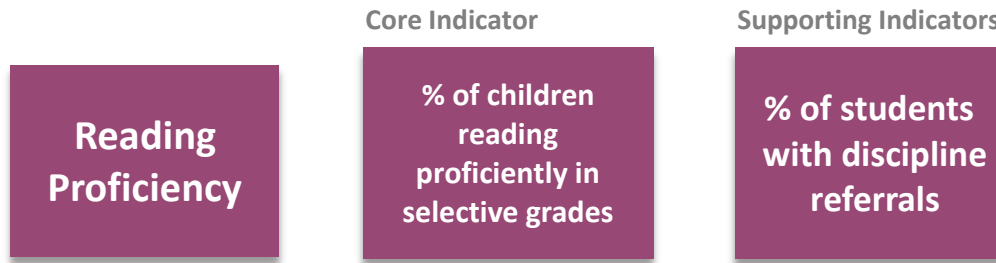 Core Indicator
Supporting Indicators
Reading
Proficiency
% of children
reading
proficiently in
selective grades
% of students
with discipline
referrals